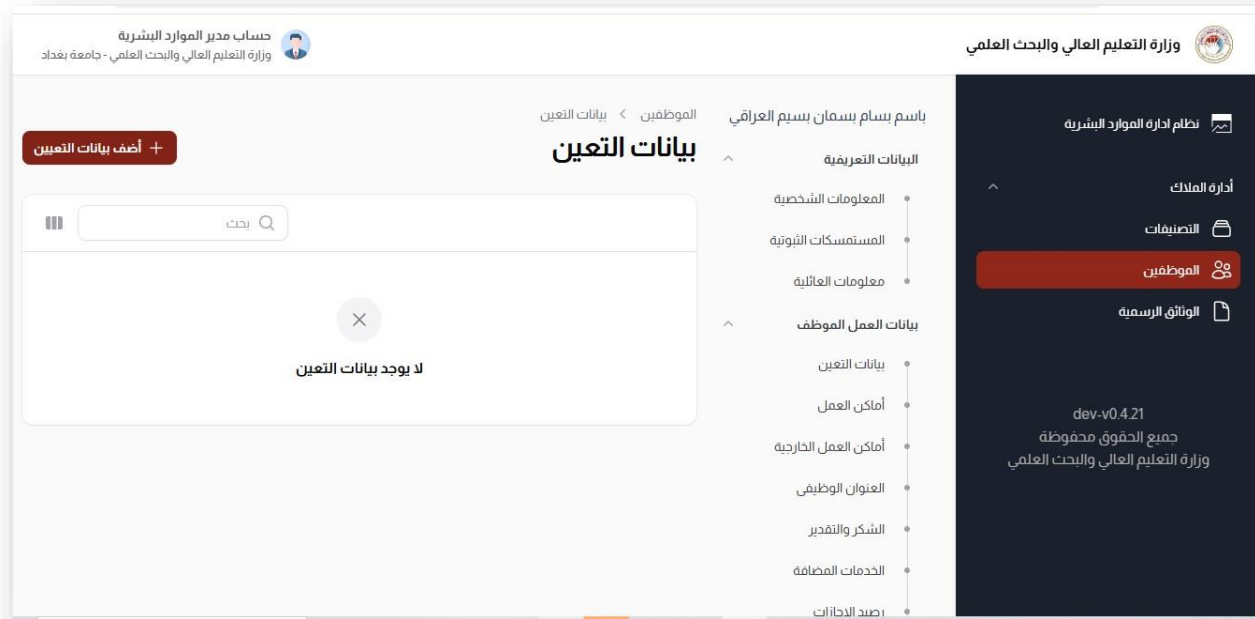 وزارة التعليم العالي والبحث العلمي
حساب مدير الموارد البشرية
وزارة التعليم العالي والبحث العلمي - جامعة بغداد
نظام ادارة الموارد البشرية
أدارة الملاك
التصنيفات
الموظفين
الوثائق الرسمية
dev-v0.4.21
جميع الحقوق محفوظة
وزارة التعليم العالي والبحث العلمي
باسم بسام بسمان بسيم العراقي
البيانات التعريفية
المعلومات الشخصية
المستمسكات الثبوتية
معلومات العائلية
بيانات العمل الموظف
بيانات التعين
أماكن العمل
أماكن العمل الخارجية
العنوان الوظيفي
الشكر والتقدير
الخدمات المضافة
رصيد الاجازات
الموظفين > بيانات التعين
بيانات التعين
+ أضف بيانات التعيين
بحث
لا يوجد بيانات التعين